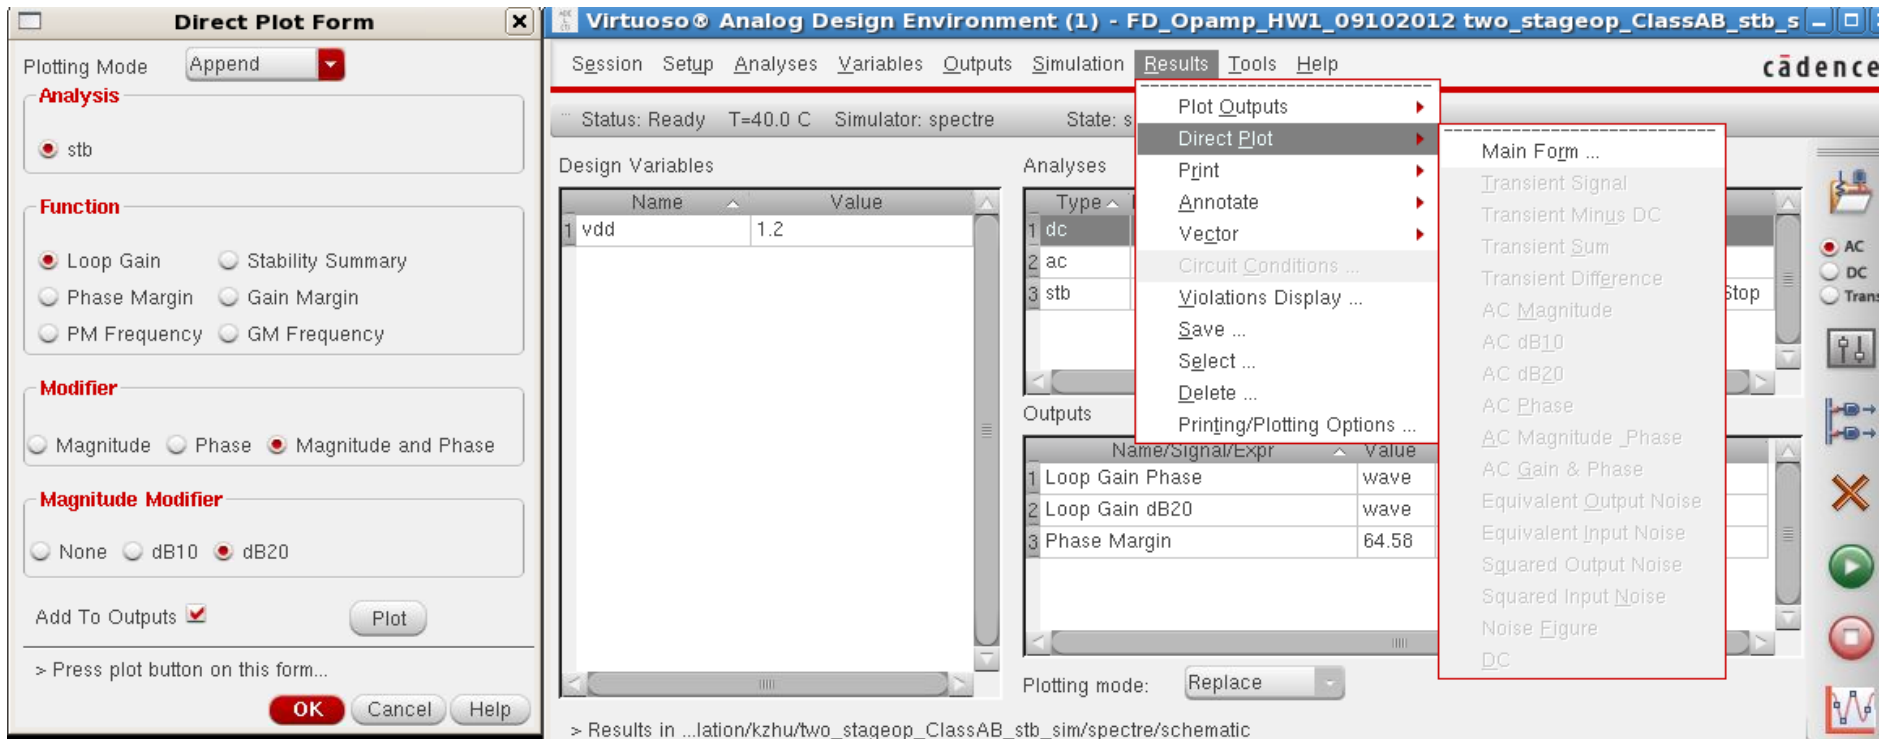 Direct Plot Form
Plotting Mode Append
Analysis
stb
Function
Loop Gain Stability Summary
Phase Margin Gain Margin
PM Frequency GM Frequency
Modifier
Magnitude Phase Magnitude and Phase
Magnitude Modifier
None dB10 dB20
Add To Outputs Plot
> Press plot button on this form...
OK Cancel Help
Virtuoso® Analog Design Environment (1) - FD_Opamp_HW1_09102012 two_stageop_ClassAB_stb_s
Session Setup Analyses Variables Outputs Simulation Results Tools Help
cādence
Status: Ready T=40.0 C Simulator: spectre State: s
Design Variables
Name Value
1 vdd 1.2
Analyses
Type
1 dc
2 ac
3 stb Stop
Outputs
Name/Signal/Expr Value
1 Loop Gain Phase wave
2 Loop Gain dB20 wave
3 Phase Margin 64.58
Plotting mode: Replace
> Results in ...lation/kzhu/two_stageop_ClassAB_stb_sim/spectre/schematic
Plot Outputs
Direct Plot
Print
Annotate
Vector
Circuit Conditions ...
Violations Display ...
Save ...
Select ...
Delete ...
Printing/Plotting Options ...
Main Form ...
Transient Signal
Transient Minus DC
Transient Sum
Transient Difference
AC Magnitude
AC dB10
AC dB20
AC Phase
AC Magnitude _Phase
AC Gain & Phase
Equivalent Output Noise
Equivalent Input Noise
Squared Output Noise
Squared Input Noise
Noise Figure
DC
AC
DC
Trans